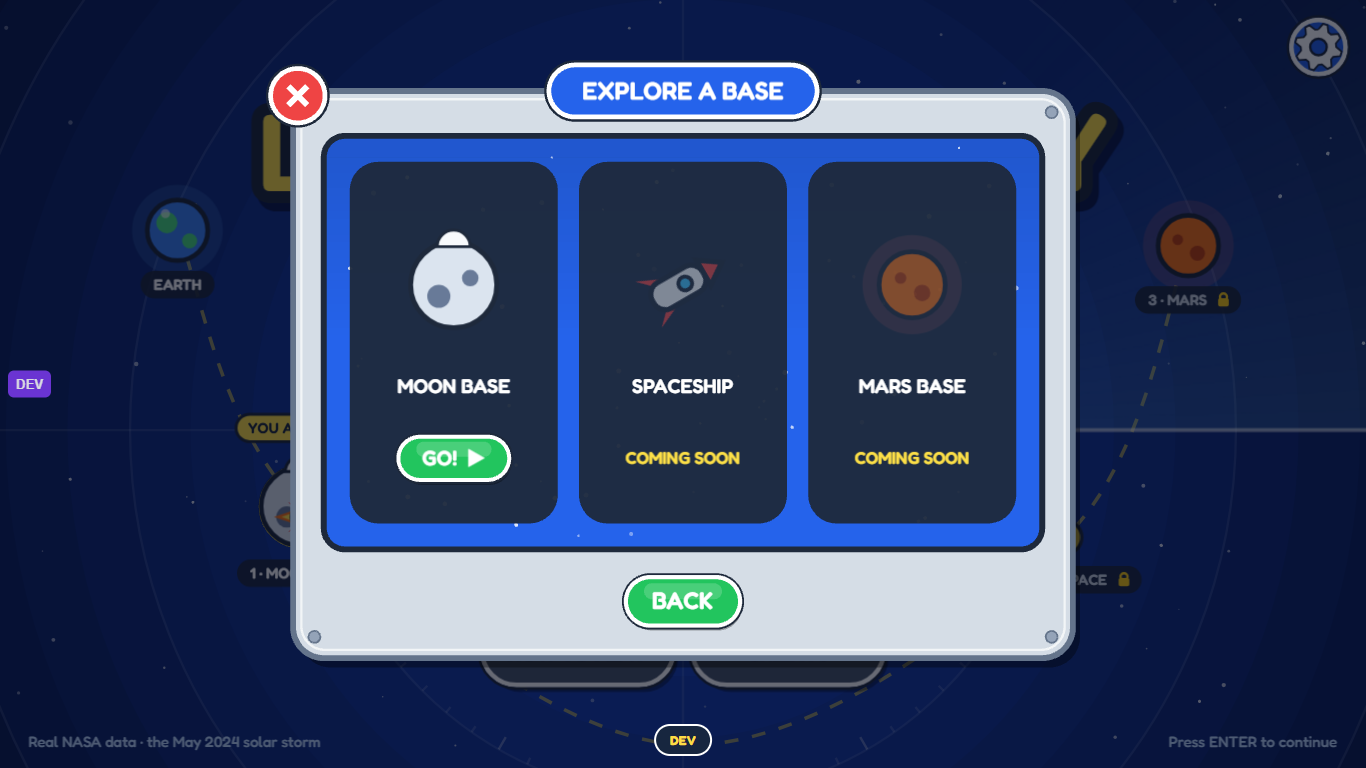 EXPLORE A BASE
EARTH
3 · MARS
MOON BASE
SPACESHIP
MARS BASE
DEV
YOU
GO!
COMING SOON
COMING SOON
BACK
DEV
Real NASA data · the May 2024 solar storm
Press ENTER to continue